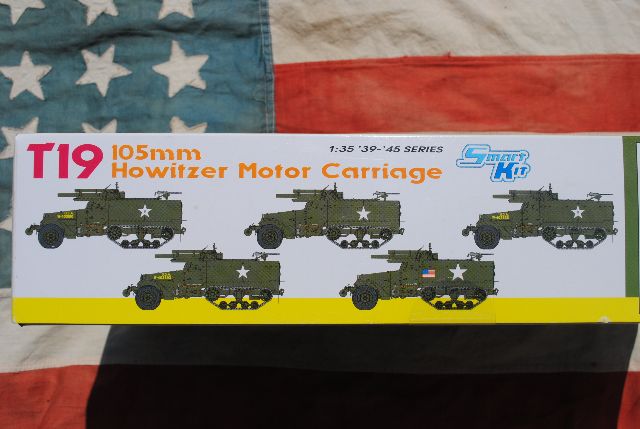 T19 105mm
Howitzer Motor Carriage
1:35 '39-'45 SERIES
Smart
Kit